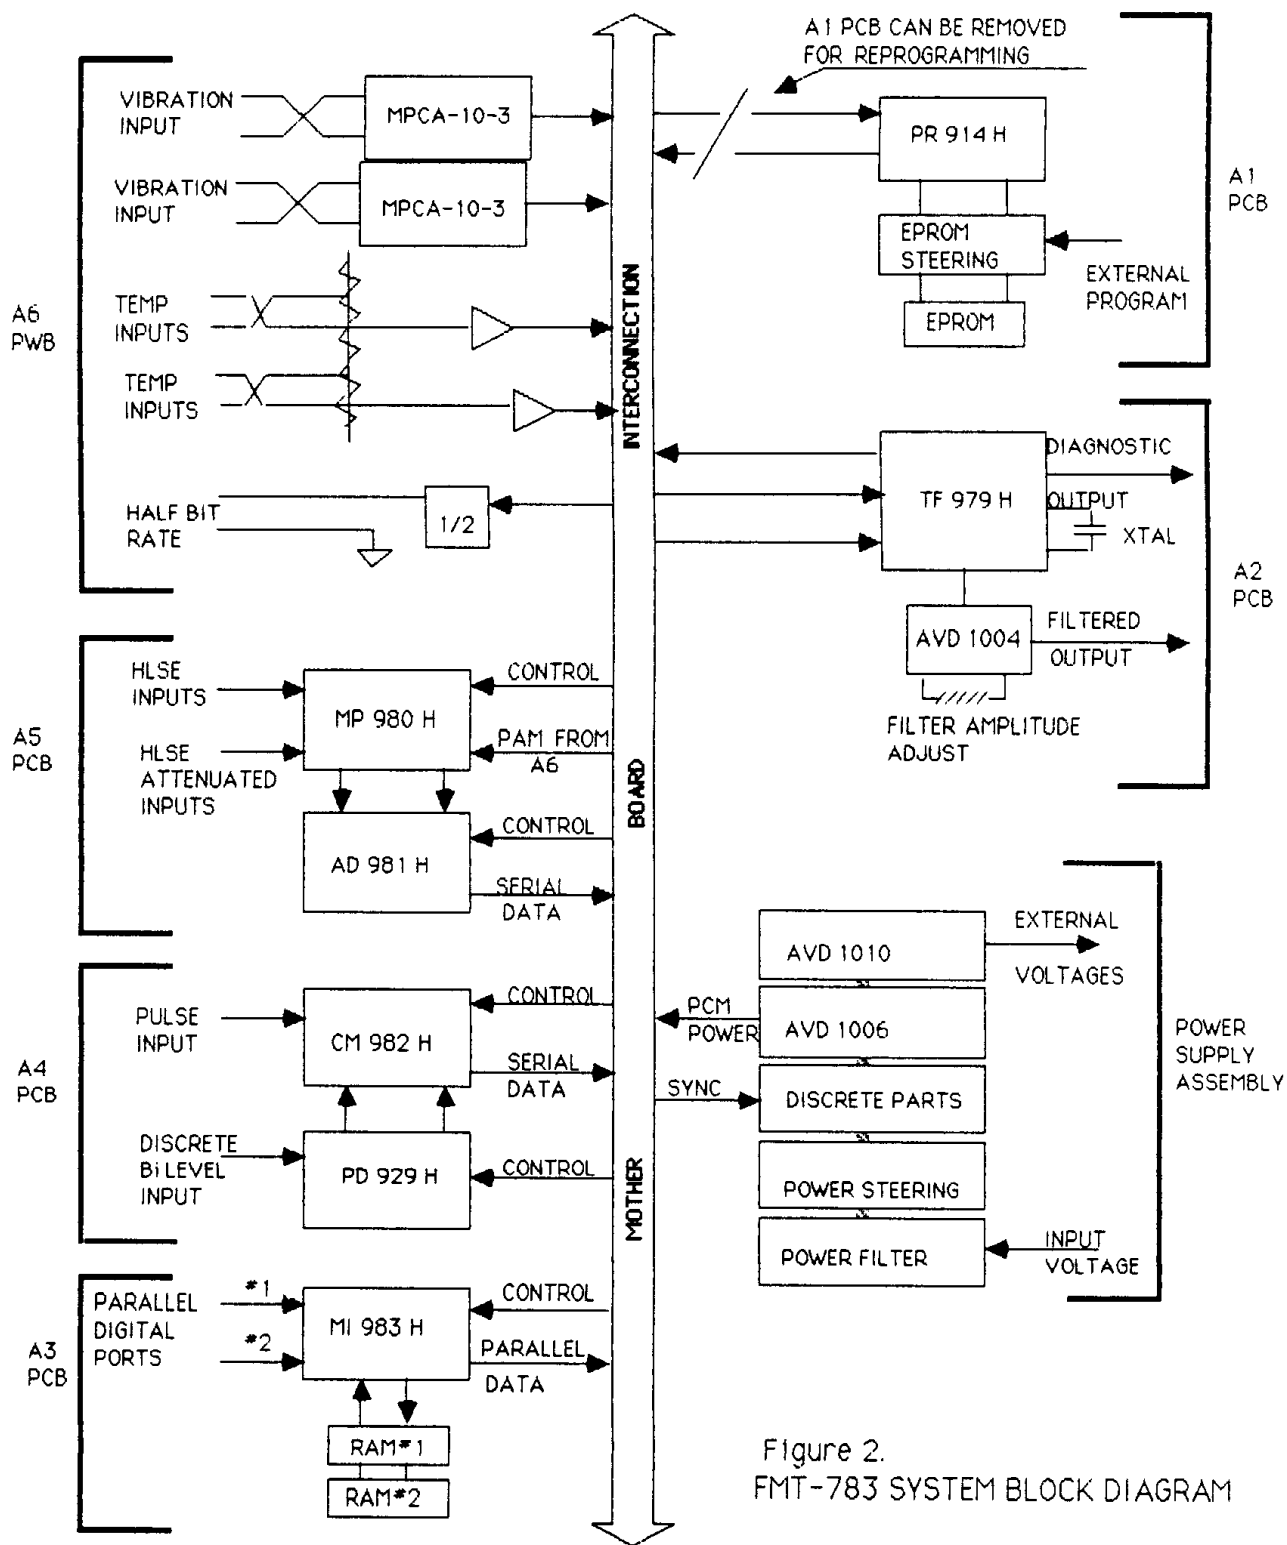 A1 PCB CAN BE REMOVED
FOR REPROGRAMMING
VIBRATION
INPUT
MPCA-10-3
VIBRATION
INPUT
MPCA-10-3
TEMP
INPUTS
TEMP
INPUTS
HALF BIT
RATE
1/2
A6
PWB
PR 914 H
EPROM
STEERING
EPROM
EXTERNAL
PROGRAM
A1
PCB
INTERCONNECTION
BOARD
MOTHER
TF 979 H
DIAGNOSTIC
OUTPUT
XTAL
AVD 1004
FILTERED
OUTPUT
FILTER AMPLITUDE
ADJUST
A2
PCB
HLSE
INPUTS
HLSE
ATTENUATED
INPUTS
MP 980 H
CONTROL
PAM FROM
A6
AD 981 H
CONTROL
SERIAL
DATA
A5
PCB
PULSE
INPUT
CM 982 H
CONTROL
SERIAL
DATA
DISCRETE
BiLEVEL
INPUT
PD 929 H
CONTROL
A4
PCB
AVD 1010
EXTERNAL
VOLTAGES
PCM
POWER
AVD 1006
SYNC
DISCRETE PARTS
POWER STEERING
POWER FILTER
INPUT
VOLTAGE
POWER
SUPPLY
ASSEMBLY
PARALLEL
DIGITAL
PORTS
#1
#2
MI 983 H
CONTROL
PARALLEL
DATA
RAM#1
RAM#2
A3
PCB
Figure 2.
FMT-783 SYSTEM BLOCK DIAGRAM